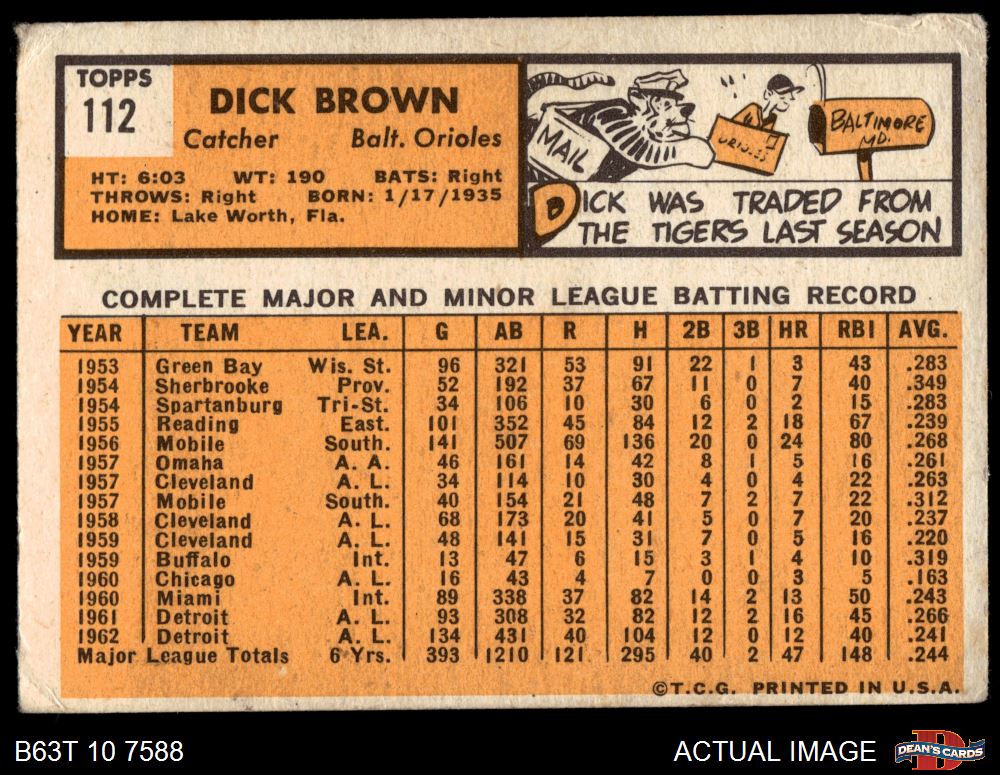 TOPPS
112
DICK BROWN
Catcher Balt. Orioles
HT: 6:03 WT: 190 BATS: Right
THROWS: Right BORN: 1/17/1935
HOME: Lake Worth, Fla.
MAIL
ORIOLES
BALTIMORE
MD.
DICK WAS TRADED FROM
THE TIGERS LAST SEASON
COMPLETE MAJOR AND MINOR LEAGUE BATTING RECORD
YEAR TEAM LEA. G AB R H 2B 3B HR RBI AVG.
1953 Green Bay Wis. St. 96 321 53 91 22 1 3 43 .283
1954 Sherbrooke Prov. 52 192 37 67 11 0 7 40 .349
1954 Spartanburg Tri-St. 34 106 10 30 6 0 2 15 .283
1955 Reading East. 101 352 45 84 12 2 18 67 .239
1956 Mobile South. 141 507 69 136 20 0 24 80 .268
1957 Omaha A. A. 46 161 14 42 8 1 5 16 .261
1957 Cleveland A. L. 34 114 10 30 4 0 4 22 .263
1957 Mobile South. 40 154 21 48 7 2 7 22 .312
1958 Cleveland A. L. 68 173 20 41 5 0 7 20 .237
1959 Cleveland A. L. 48 141 15 31 7 0 5 16 .220
1959 Buffalo Int. 13 47 6 15 3 1 4 10 .319
1960 Chicago A. L. 16 43 4 7 0 0 3 5 .163
1960 Miami Int. 89 338 37 82 14 2 13 50 .243
1961 Detroit A. L. 93 308 32 82 12 2 16 45 .266
1962 Detroit A. L. 134 431 40 104 12 0 12 40 .241
Major League Totals 6 Yrs. 393 1210 121 295 40 2 47 148 .244
©T.C.G. PRINTED IN U.S.A.
B63T 10 7588
ACTUAL IMAGE
D
DEAN'S CARDS